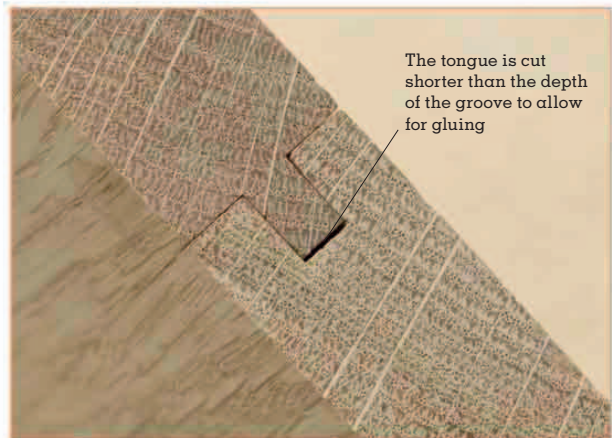 The tongue is cut
shorter than the depth
of the groove to allow
for gluing